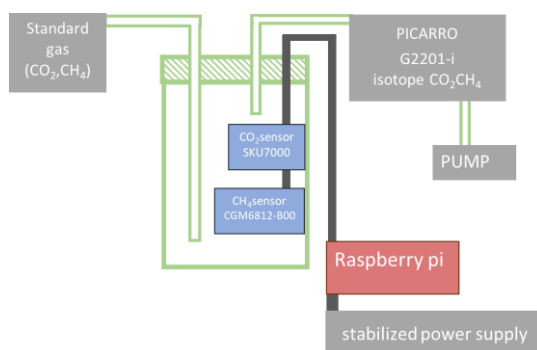 Standard
gas
(CO₂,CH₄)
PICARRO
G2201-i
isotope CO₂CH₄
CO₂sensor
SKU7000
PUMP
CH₄sensor
CGM6812-B00
Raspberry pi
stabilized power supply